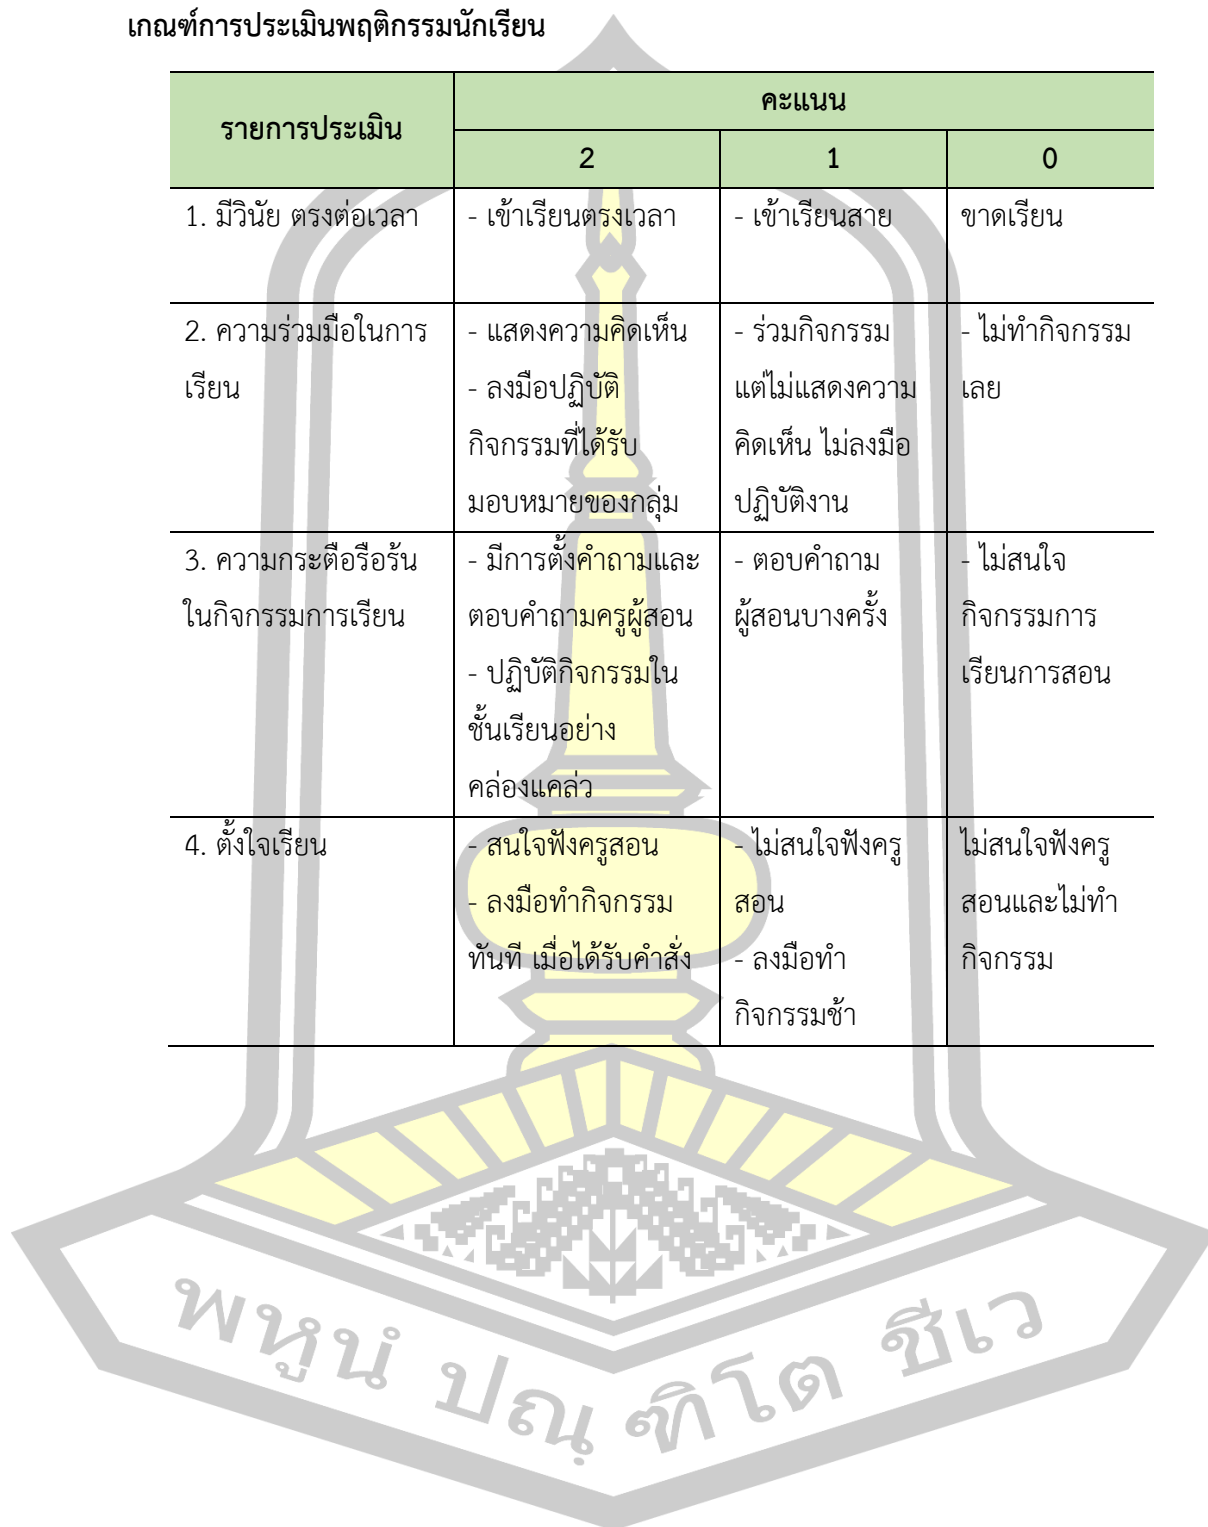 เกณฑ์การประเมินพฤติกรรมนักเรียน
รายการประเมิน
คะแนน
2
1
0
1. มีวินัย ตรงต่อเวลา
- เข้าเรียนตรงเวลา
- เข้าเรียนสาย
ขาดเรียน
2. ความร่วมมือในการ
เรียน
- แสดงความคิดเห็น
- ลงมือปฏิบัติ
กิจกรรมที่ได้รับ
มอบหมายของกลุ่ม
- ร่วมกิจกรรม
แต่ไม่แสดงความ
คิดเห็น ไม่ลงมือ
ปฏิบัติงาน
- ไม่ทำกิจกรรม
เลย
3. ความกระตือรือร้น
ในกิจกรรมการเรียน
- มีการตั้งคำถามและ
ตอบคำถามครูผู้สอน
- ปฏิบัติกิจกรรมใน
ชั้นเรียนอย่าง
คล่องแคล่ว
- ตอบคำถาม
ผู้สอนบางครั้ง
- ไม่สนใจ
กิจกรรมการ
เรียนการสอน
4. ตั้งใจเรียน
- สนใจฟังครูสอน
- ลงมือทำกิจกรรม
ทันที เมื่อได้รับคำสั่ง
- ไม่สนใจฟังครู
สอน
- ลงมือทำ
กิจกรรมช้า
ไม่สนใจฟังครู
สอนและไม่ทำ
กิจกรรม
พหูนํ ปณฺฑิโต ชีเว